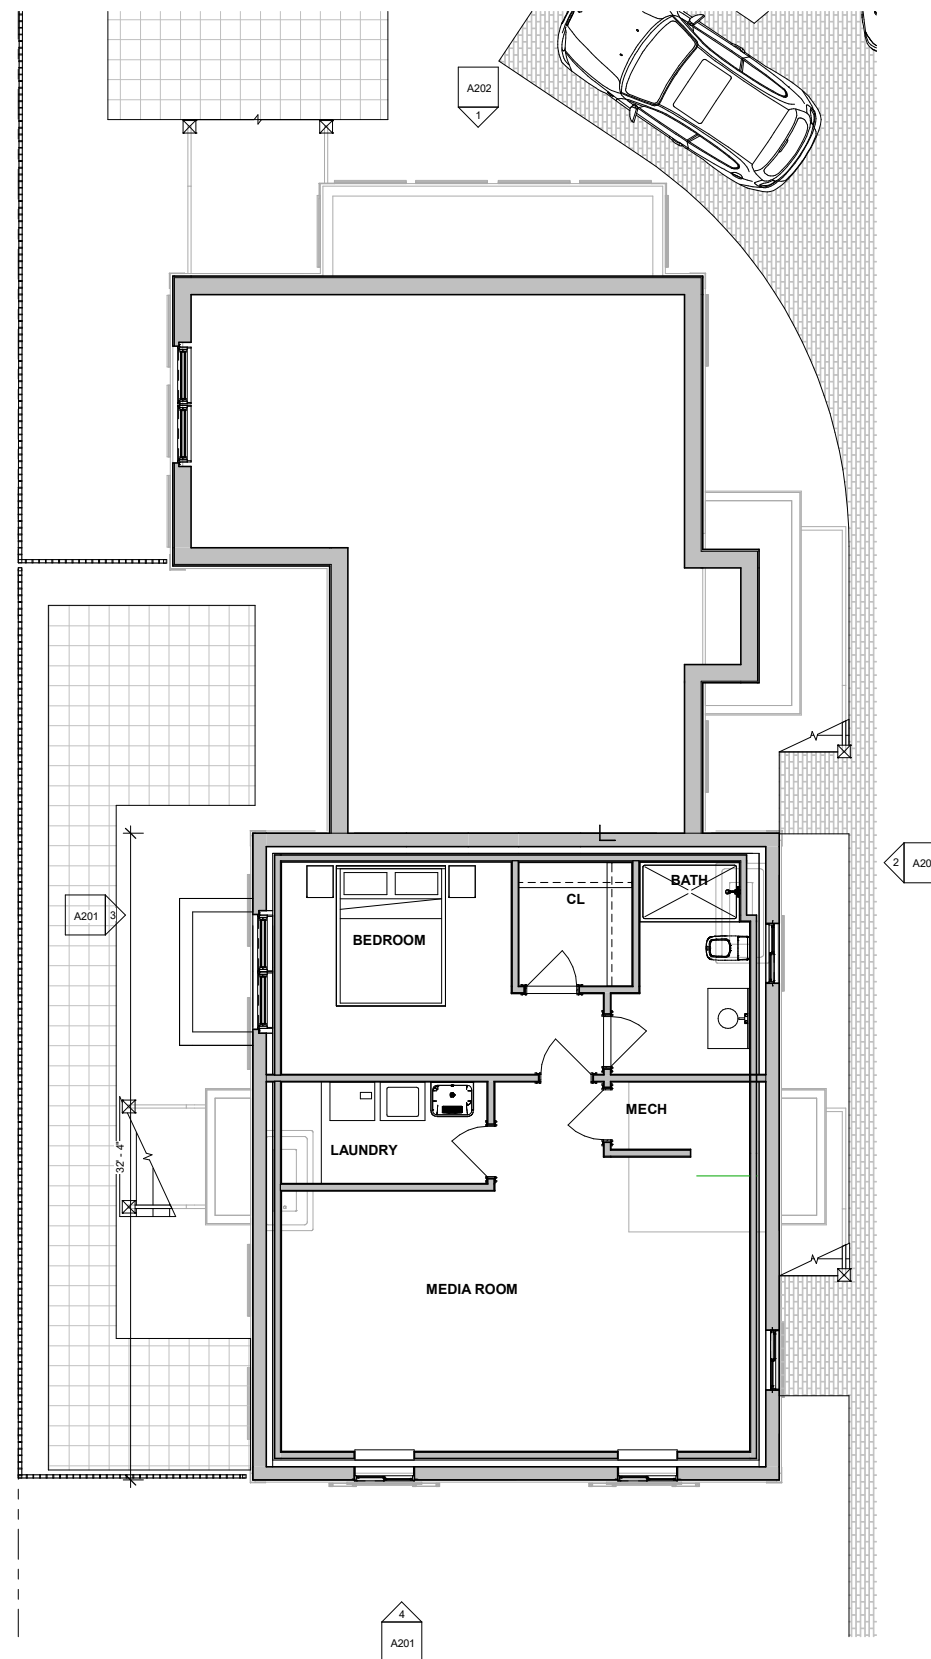 A202
1
2
A20
CL
BATH
A201
3
BEDROOM
MECH
LAUNDRY
32' - 4"
MEDIA ROOM
4
A201